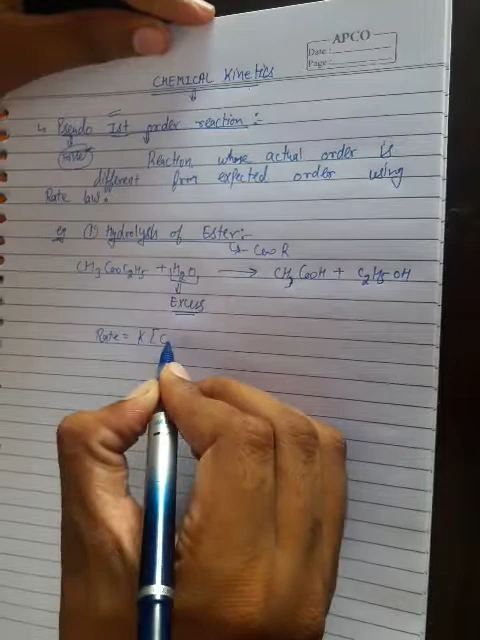 APCO
Date :
Page :
CHEMICAL Kinetics
Pseudo Ist order reaction :-
(False)
Reaction whose actual order is
different from expected order using
Rate law.
eg (1) Hydrolysis of Ester:-
COOR
CH3COOC2H5 + H2O → CH3COOH + C2H5OH
Excess
Rate = K [C